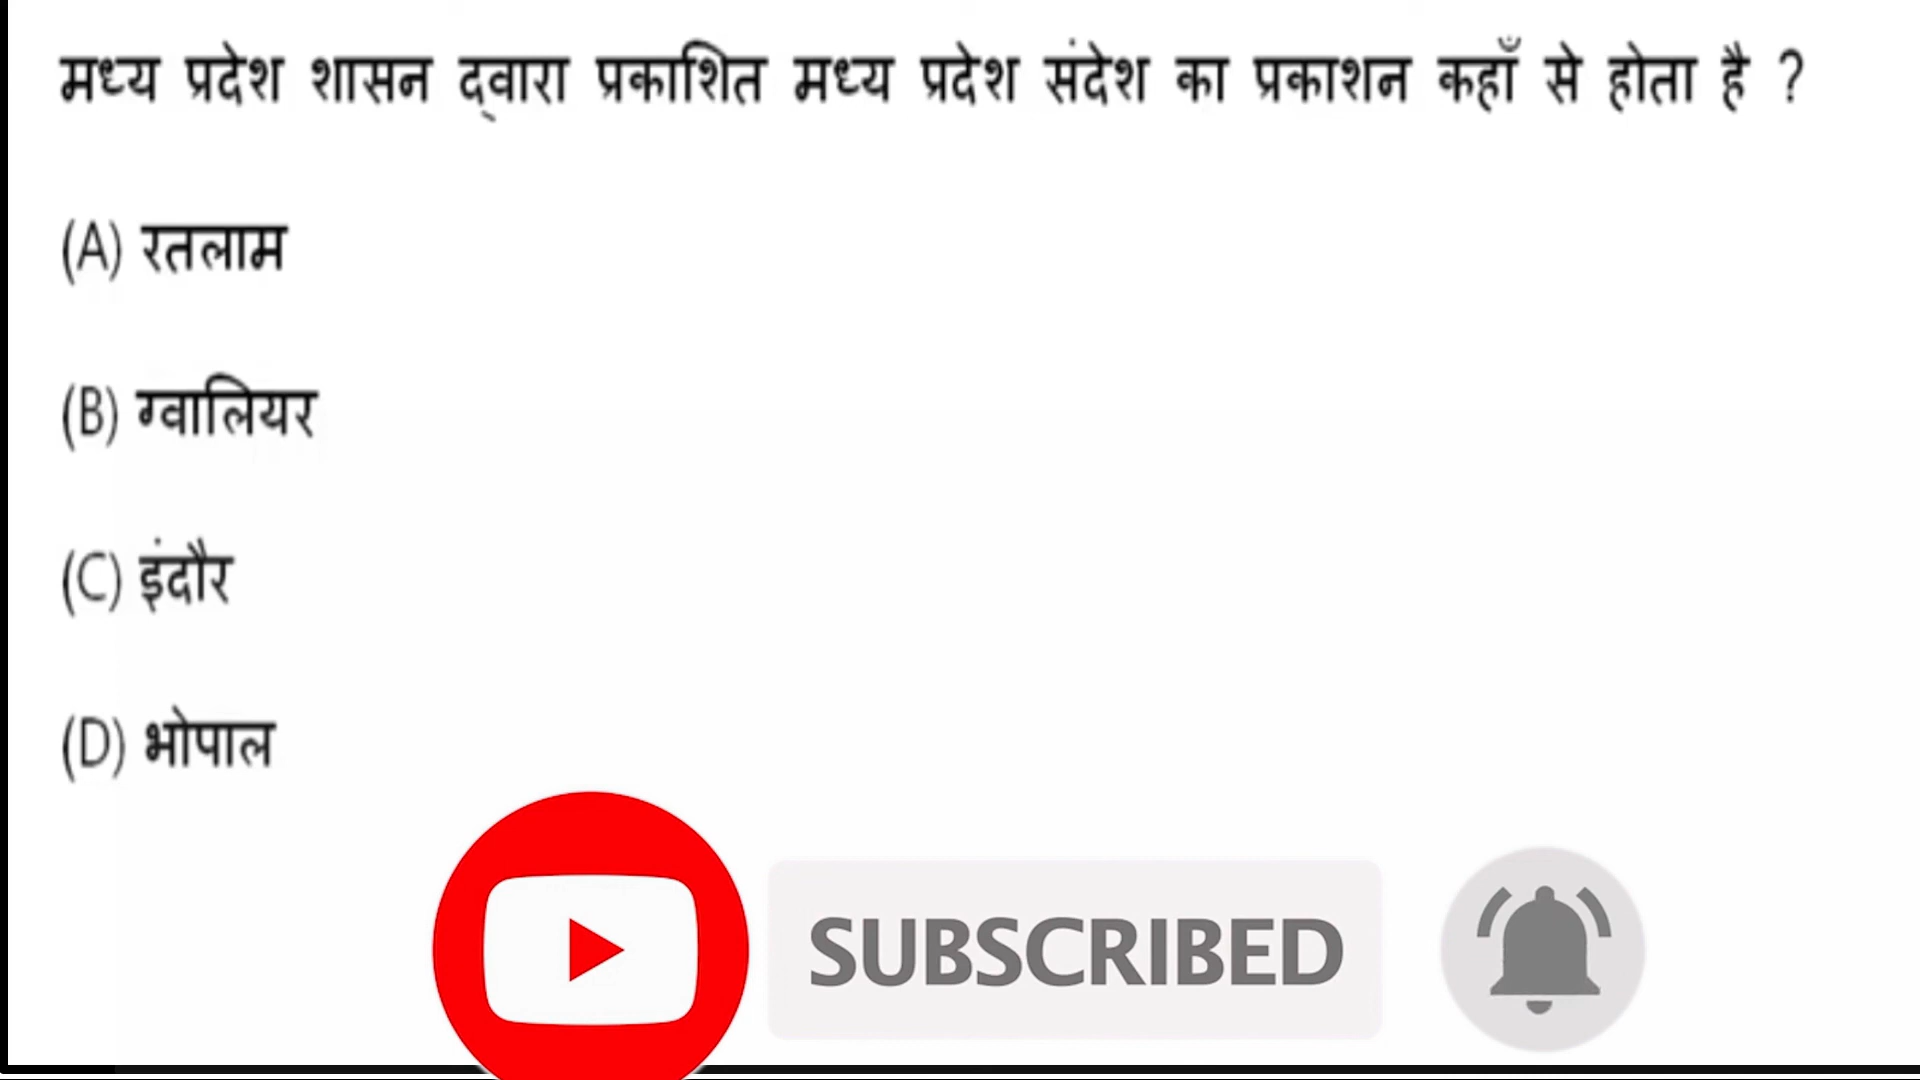 मध्य प्रदेश शासन द्वारा प्रकाशित मध्य प्रदेश संदेश का प्रकाशन कहाँ से होता है ?
(A) रतलाम
(B) ग्वालियर
(C) इंदौर
(D) भोपाल
SUBSCRIBED